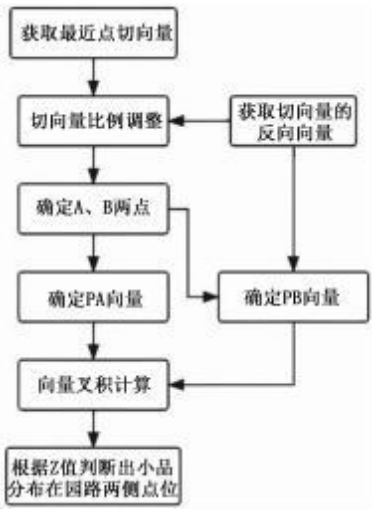 获取最近点切向量
切向量比例调整
获取切向量的
反向向量
确定A、B两点
确定PA向量
确定PB向量
向量叉积计算
根据Z值判断出小品
分布在园路两侧点位